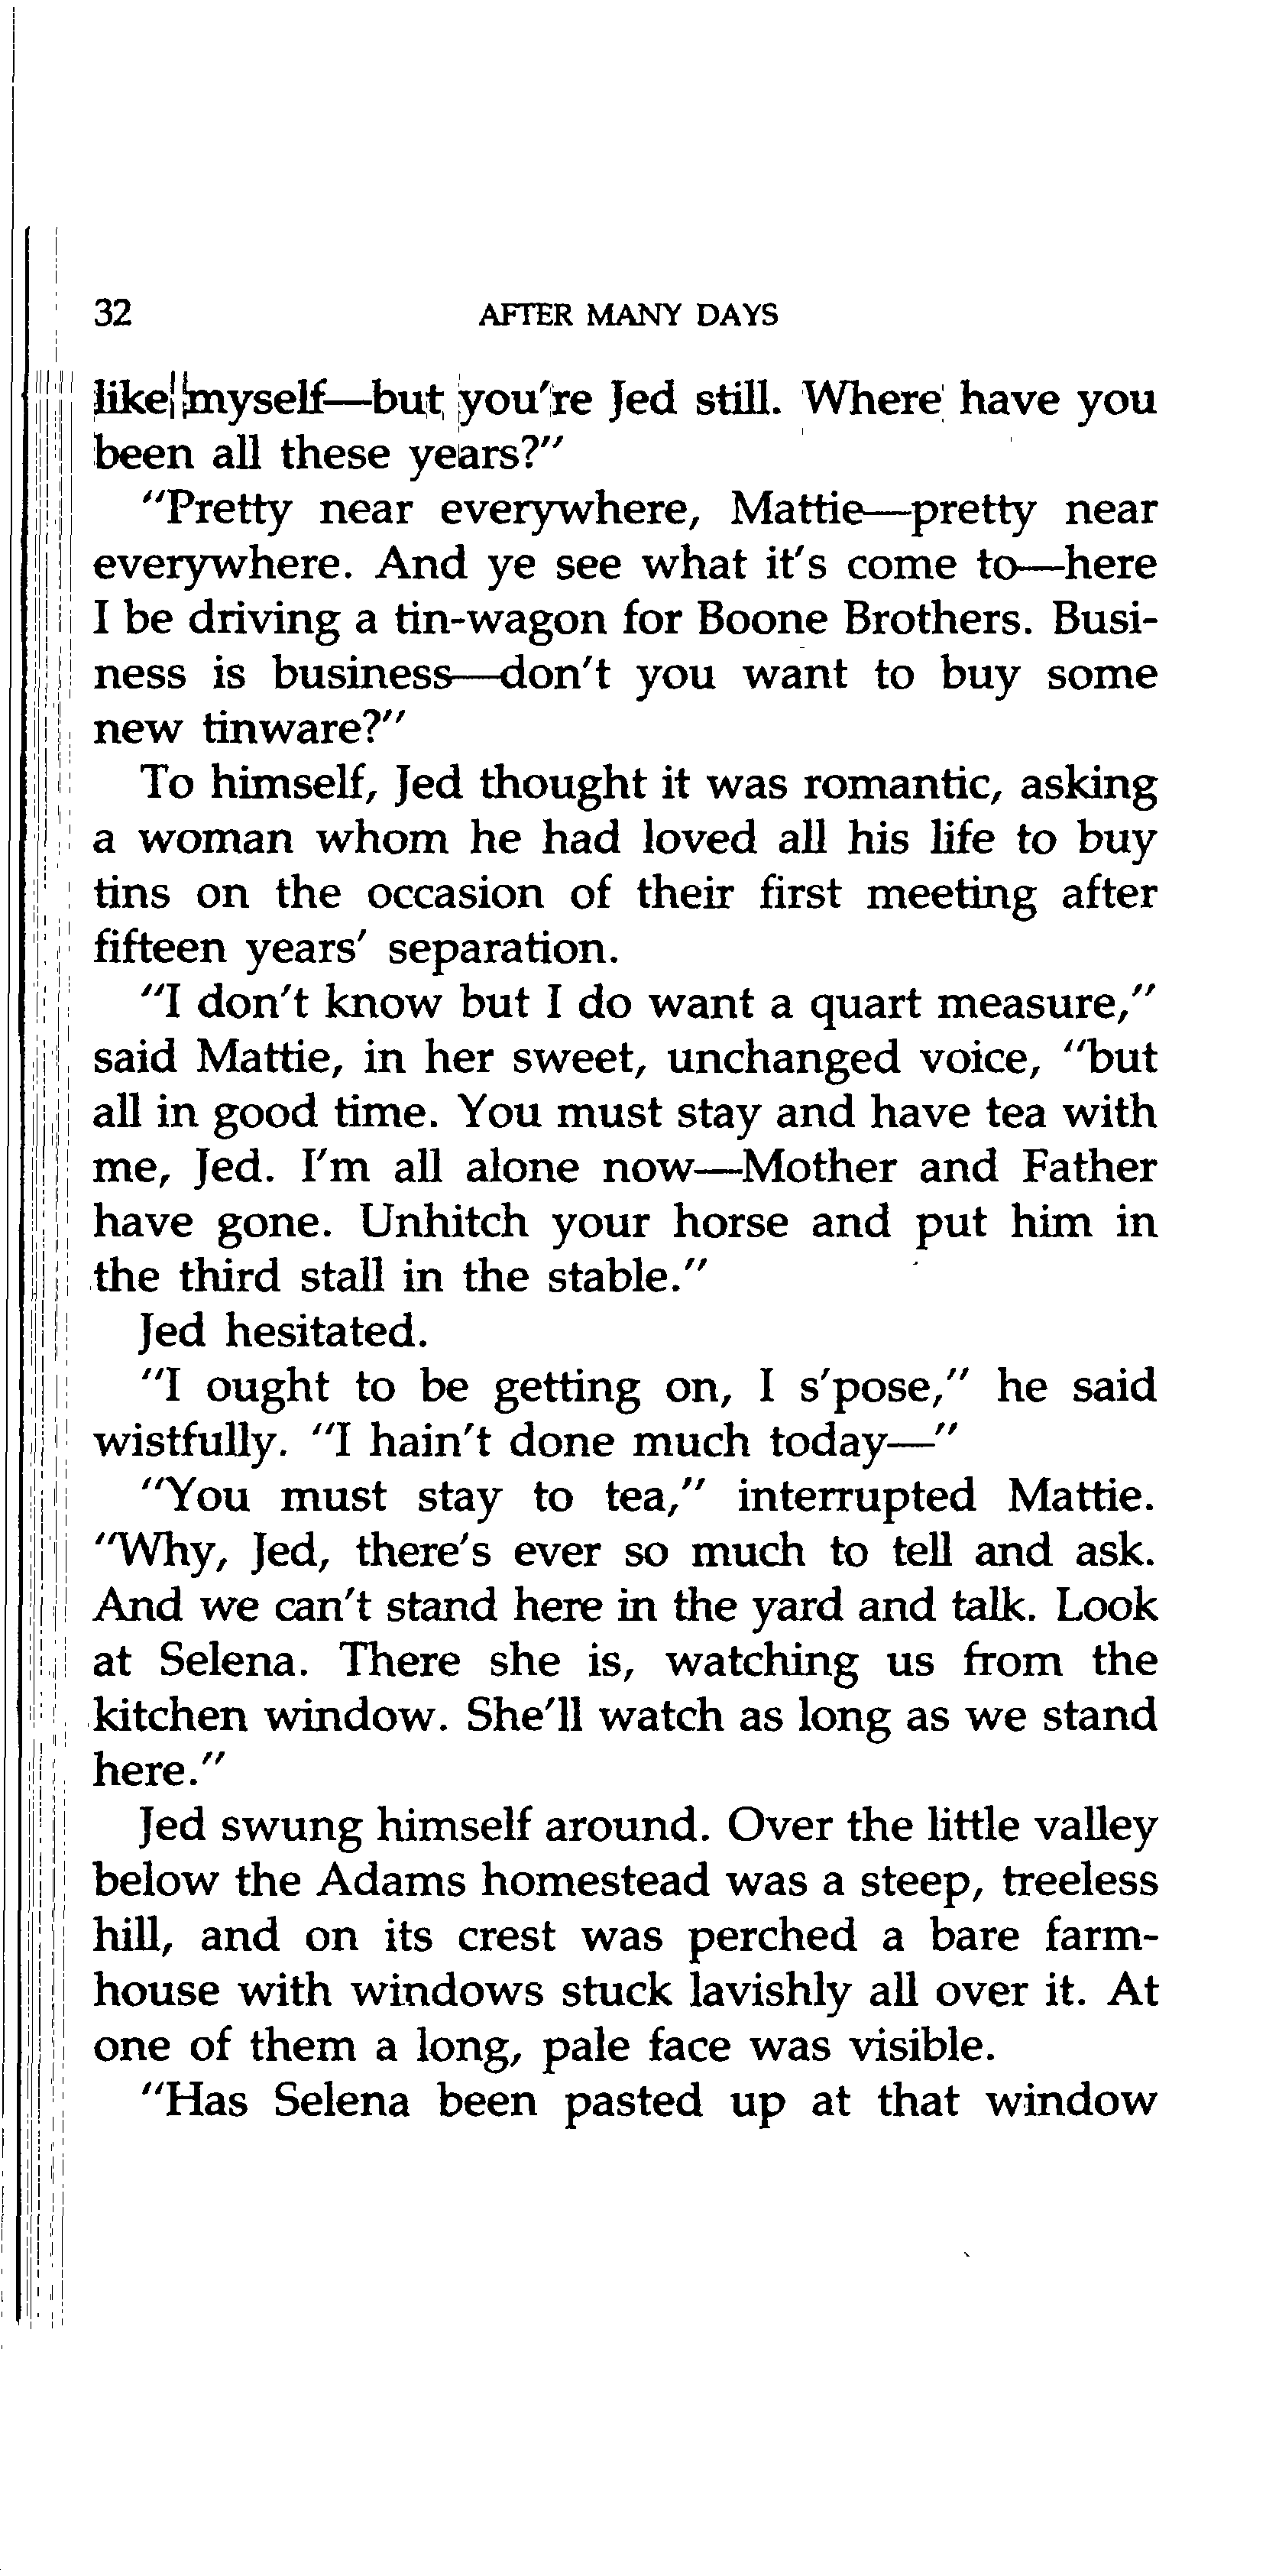 32 AFTER MANY DAYS
like myself—but you're Jed still. Where have you
been all these years?"
"Pretty near everywhere, Mattie—pretty near
everywhere. And ye see what it's come to—here
I be driving a tin-wagon for Boone Brothers. Busi-
ness is business—don't you want to buy some
new tinware?"
To himself, Jed thought it was romantic, asking
a woman whom he had loved all his life to buy
tins on the occasion of their first meeting after
fifteen years' separation.
"I don't know but I do want a quart measure,"
said Mattie, in her sweet, unchanged voice, "but
all in good time. You must stay and have tea with
me, Jed. I'm all alone now—Mother and Father
have gone. Unhitch your horse and put him in
the third stall in the stable."
Jed hesitated.
"I ought to be getting on, I s'pose," he said
wistfully. "I hain't done much today—"
"You must stay to tea," interrupted Mattie.
"Why, Jed, there's ever so much to tell and ask.
And we can't stand here in the yard and talk. Look
at Selena. There she is, watching us from the
kitchen window. She'll watch as long as we stand
here."
Jed swung himself around. Over the little valley
below the Adams homestead was a steep, treeless
hill, and on its crest was perched a bare farm-
house with windows stuck lavishly all over it. At
one of them a long, pale face was visible.
"Has Selena been pasted up at that window